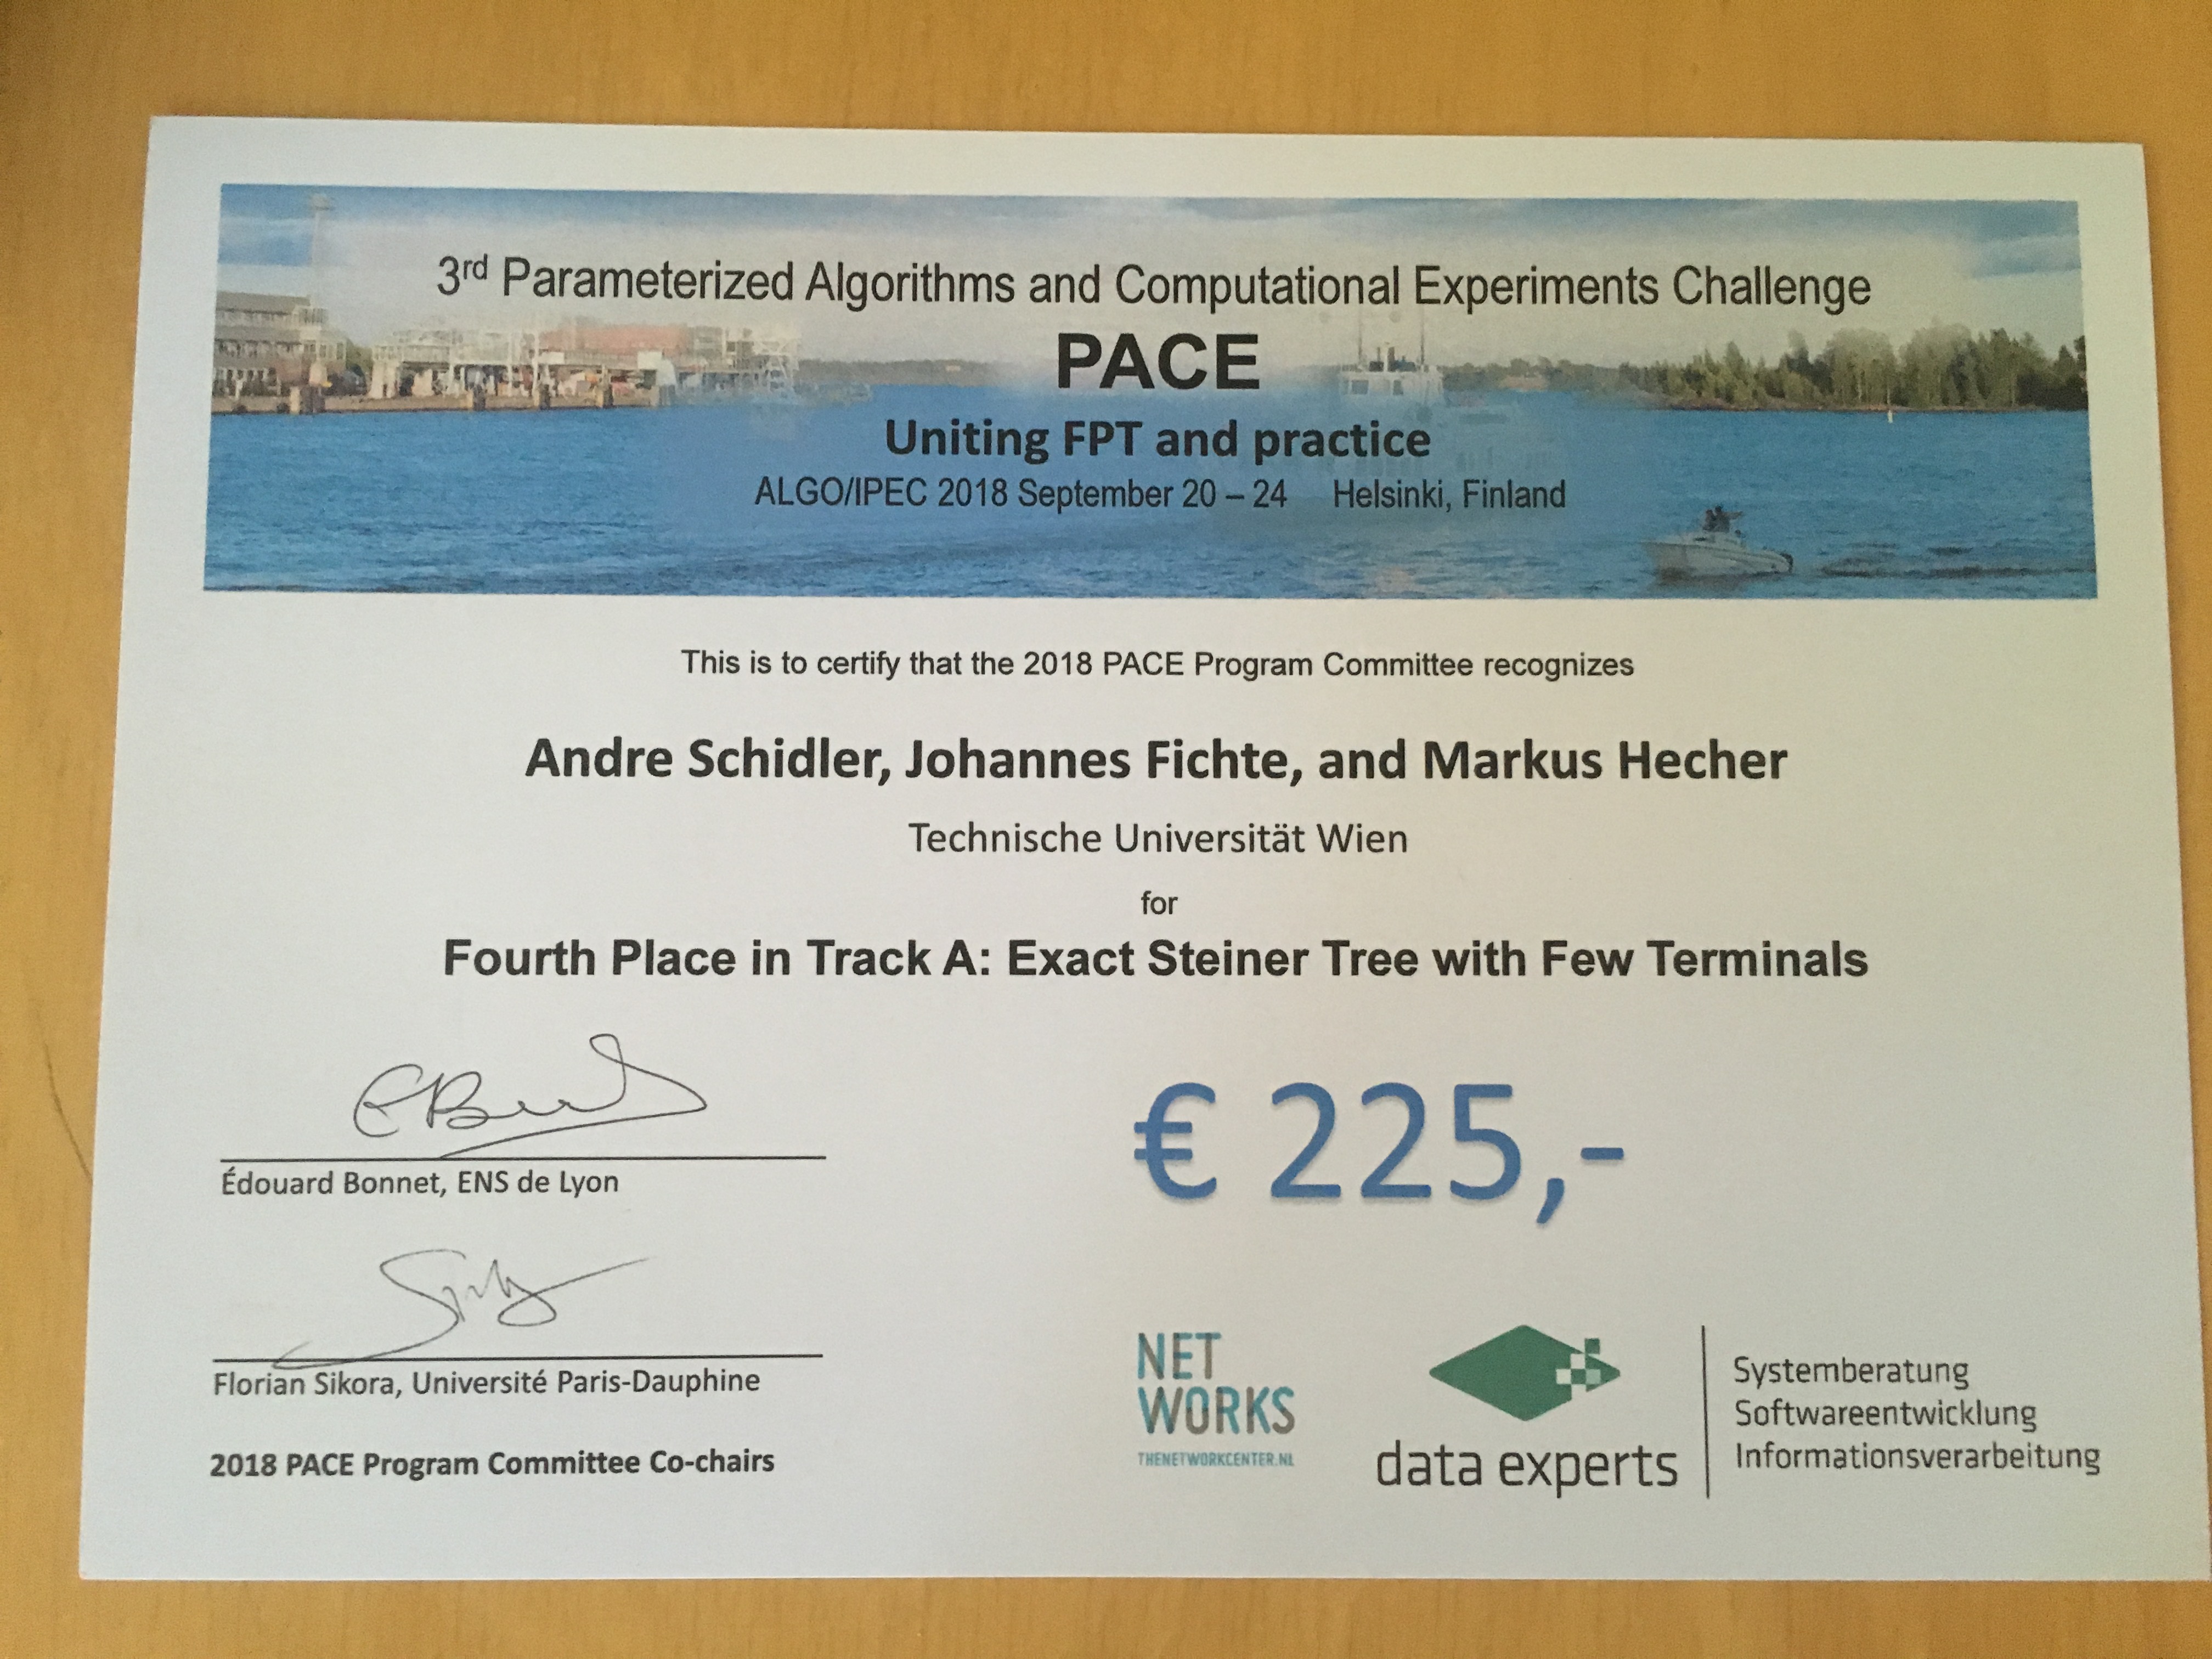 3rd Parameterized Algorithms and Computational Experiments Challenge
PACE
Uniting FPT and practice
ALGO/IPEC 2018 September 20 – 24 Helsinki, Finland
This is to certify that the 2018 PACE Program Committee recognizes
Andre Schidler, Johannes Fichte, and Markus Hecher
Technische Universität Wien
for
Fourth Place in Track A: Exact Steiner Tree with Few Terminals
Édouard Bonnet, ENS de Lyon
€ 225,-
Florian Sikora, Université Paris-Dauphine
2018 PACE Program Committee Co-chairs
NET
WORKS
THENETWORKCENTER.NL
data experts
Systemberatung
Softwareentwicklung
Informationsverarbeitung